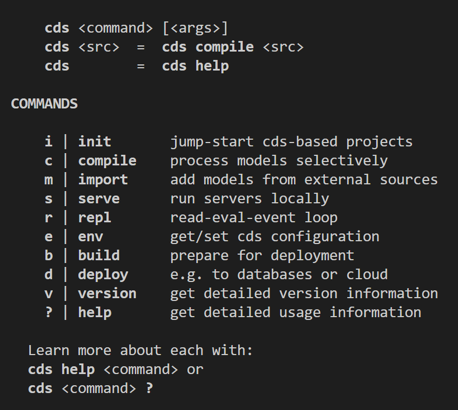 cds <command> [<args>]
cds <src> = cds compile <src>
cds = cds help
COMMANDS
i | init jump-start cds-based projects
c | compile process models selectively
m | import add models from external sources
s | serve run servers locally
r | repl read-eval-event loop
e | env get/set cds configuration
b | build prepare for deployment
d | deploy e.g. to databases or cloud
v | version get detailed version information
? | help get detailed usage information
Learn more about each with:
cds help <command> or
cds <command> ?